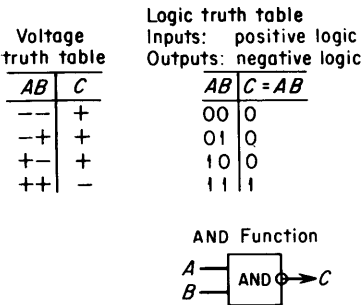 Voltage
truth table
AB C
-- +
-+ +
+- +
++ -
Logic truth table
Inputs: positive logic
Outputs: negative logic
AB C = AB
00 0
01 0
10 0
11 1
AND Function
A
B
AND
C